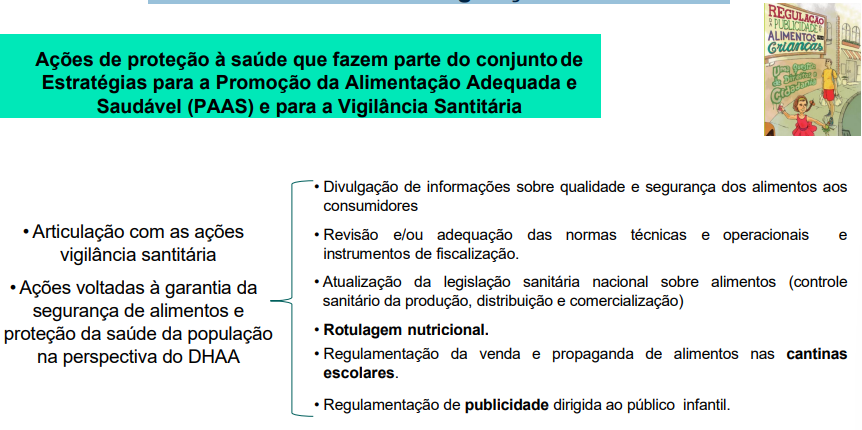 Ações de proteção à saúde que fazem parte do conjunto de
Estratégias para a Promoção da Alimentação Adequada e
Saudável (PAAS) e para a Vigilância Santitária
REGULAÇÃO
PUBLICIDADE
ALIMENTOS
Crianças
• Articulação com as ações
vigilância sanitária
• Ações voltadas à garantia da
segurança de alimentos e
proteção da saúde da população
na perspectiva do DHAA
• Divulgação de informações sobre qualidade e segurança dos alimentos aos
consumidores
• Revisão e/ou adequação das normas técnicas e operacionais e
instrumentos de fiscalização.
• Atualização da legislação sanitária nacional sobre alimentos (controle
sanitário da produção, distribuição e comercialização)
• Rotulagem nutricional.
• Regulamentação da venda e propaganda de alimentos nas cantinas
escolares.
• Regulamentação de publicidade dirigida ao público infantil.